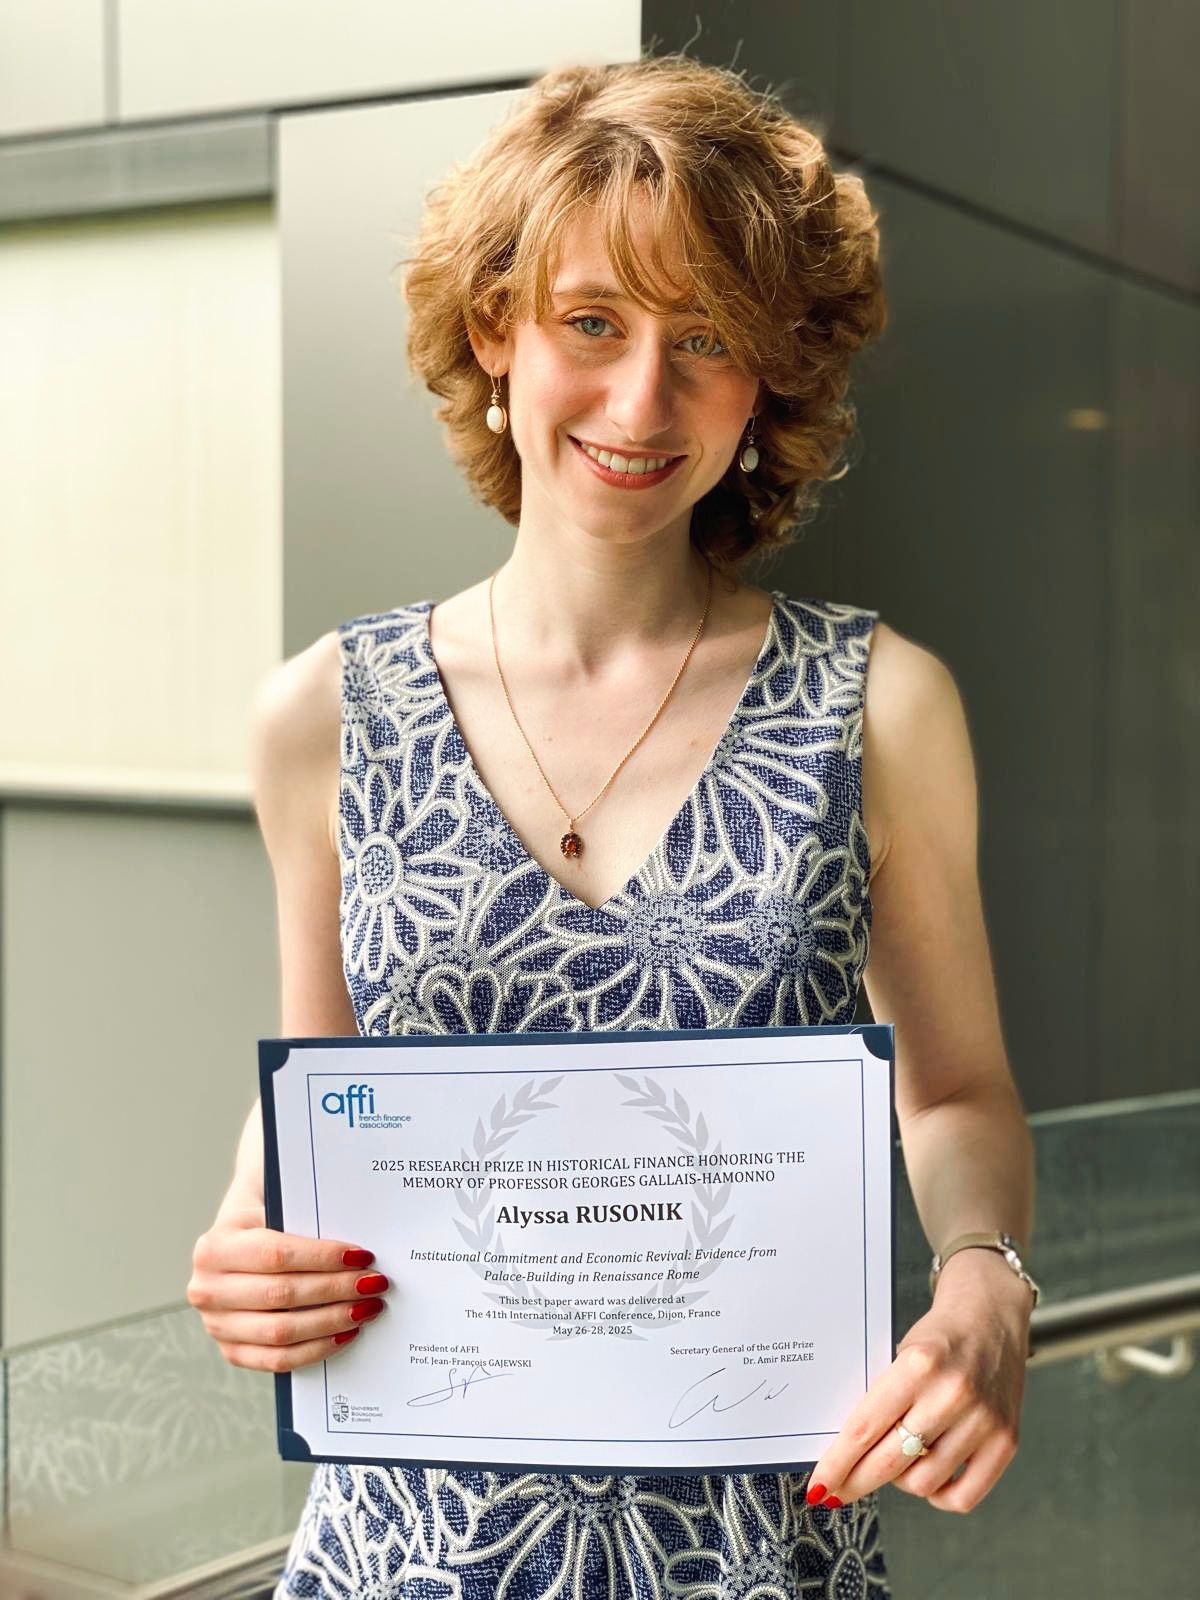 affi
french finance
association
2025 RESEARCH PRIZE IN HISTORICAL FINANCE HONORING THE
MEMORY OF PROFESSOR GEORGES GALLAIS-HAMONNO
Alyssa RUSONIK
Institutional Commitment and Economic Revival: Evidence from
Palace-Building in Renaissance Rome
This best paper award was delivered at
The 41th International AFFI Conference, Dijon, France
May 26-28, 2025
President of AFFI
Prof. Jean-François GAJEWSKI
Secretary General of the GGH Prize
Dr. Amir REZAEE
UNIVERSITÉ
BOURGOGNE
EUROPE